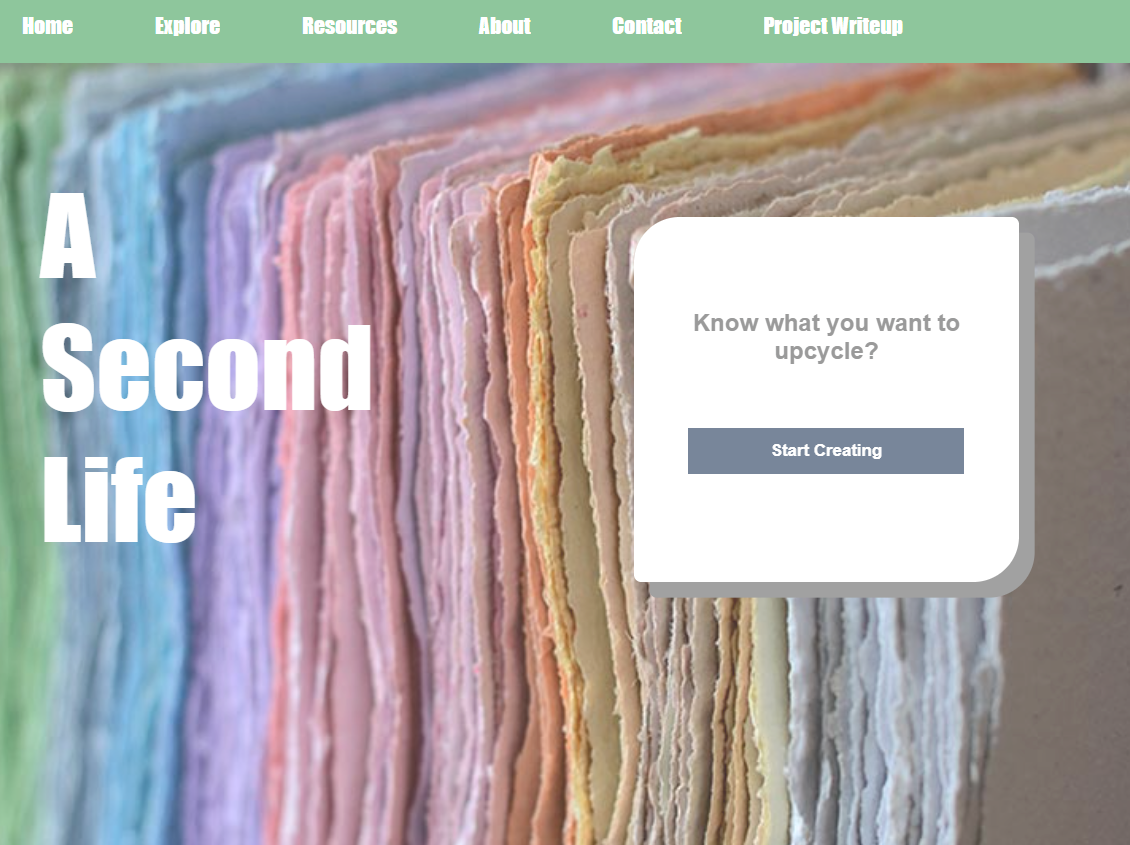 Home Explore Resources About Contact Project Writeup
A
Second
Life
Know what you want to
upcycle?
Start Creating